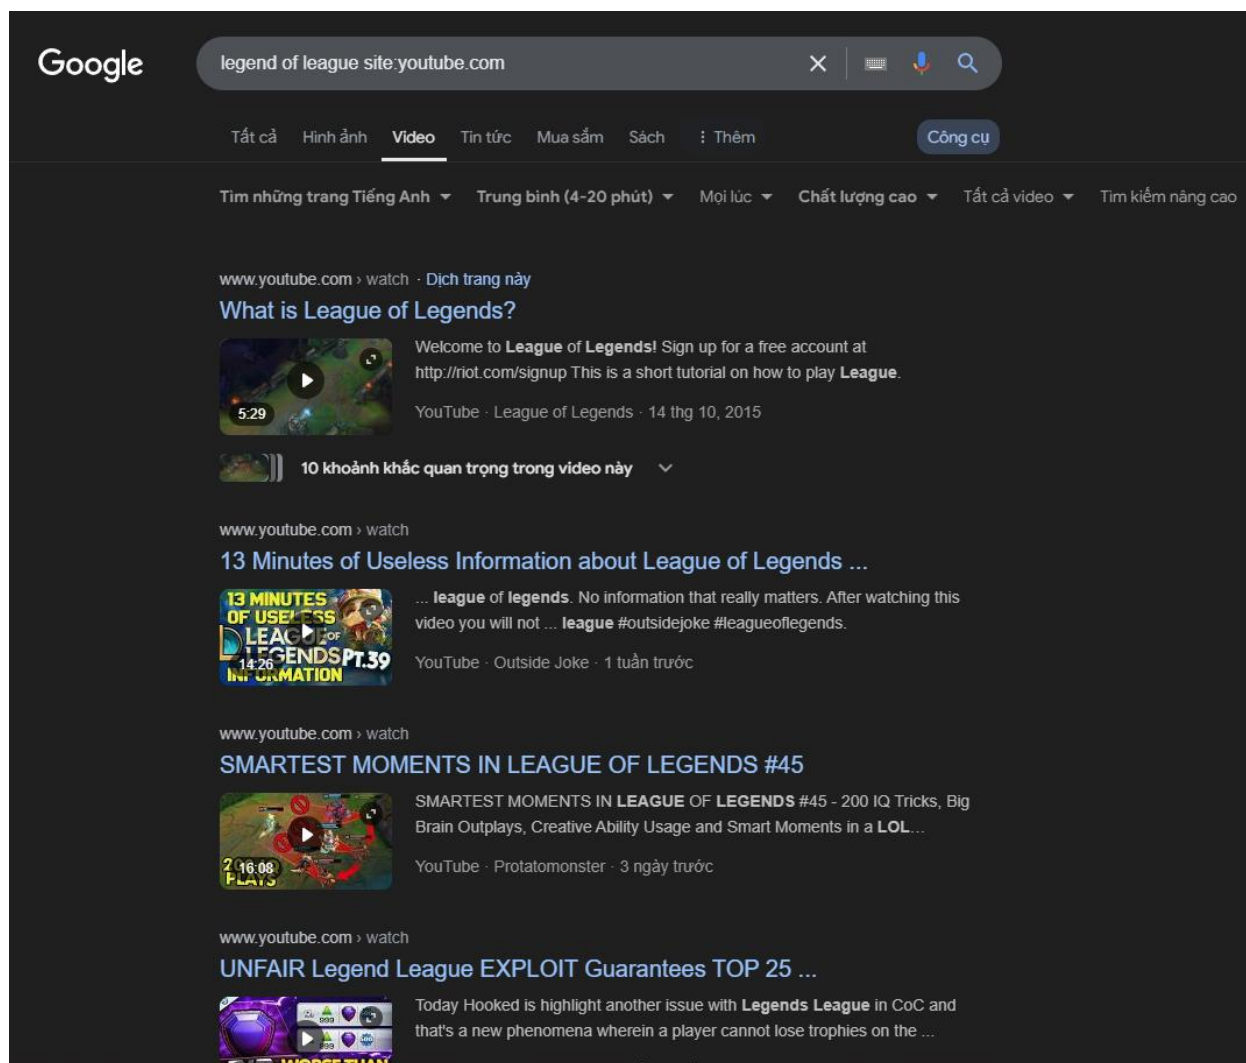 Google
legend of league site:youtube.com
Tất cả Hình ảnh Video Tin tức Mua sắm Sách ⋮ Thêm Công cụ
Tìm những trang Tiếng Anh Trung bình (4-20 phút) Mọi lúc Chất lượng cao Tất cả video Tìm kiếm nâng cao
www.youtube.com › watch · Dịch trang này
What is League of Legends?
Welcome to League of Legends! Sign up for a free account at
http://riot.com/signup This is a short tutorial on how to play League.
5:29
YouTube · League of Legends · 14 thg 10, 2015
10 khoảnh khắc quan trọng trong video này
www.youtube.com › watch
13 Minutes of Useless Information about League of Legends ...
13 MINUTES
OF USELESS
LEAGUE OF
LEGENDS PT.39
INFORMATION
14:26
... league of legends. No information that really matters. After watching this
video you will not ... league #outsidejoke #leagueoflegends.
YouTube · Outside Joke · 1 tuần trước
www.youtube.com › watch
SMARTEST MOMENTS IN LEAGUE OF LEGENDS #45
SMARTEST MOMENTS IN LEAGUE OF LEGENDS #45 - 200 IQ Tricks, Big
Brain Outplays, Creative Ability Usage and Smart Moments in a LOL...
16:08
PLAYS
YouTube · Protatomonster · 3 ngày trước
www.youtube.com › watch
UNFAIR Legend League EXPLOIT Guarantees TOP 25 ...
Today Hooked is highlight another issue with Legends League in CoC and
that's a new phenomena wherein a player cannot lose trophies on the ...
999
999
WORSE THAN